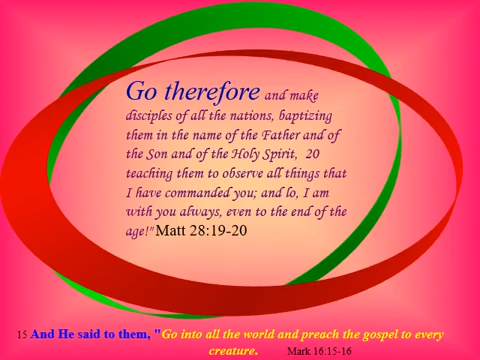 Go therefore and make
disciples of all the nations, baptizing
them in the name of the Father and of
the Son and of the Holy Spirit, 20
teaching them to observe all things that
I have commanded you; and lo, I am
with you always, even to the end of the
age!" Matt 28:19-20
15 And He said to them, "Go into all the world and preach the gospel to every
creature. Mark 16:15-16